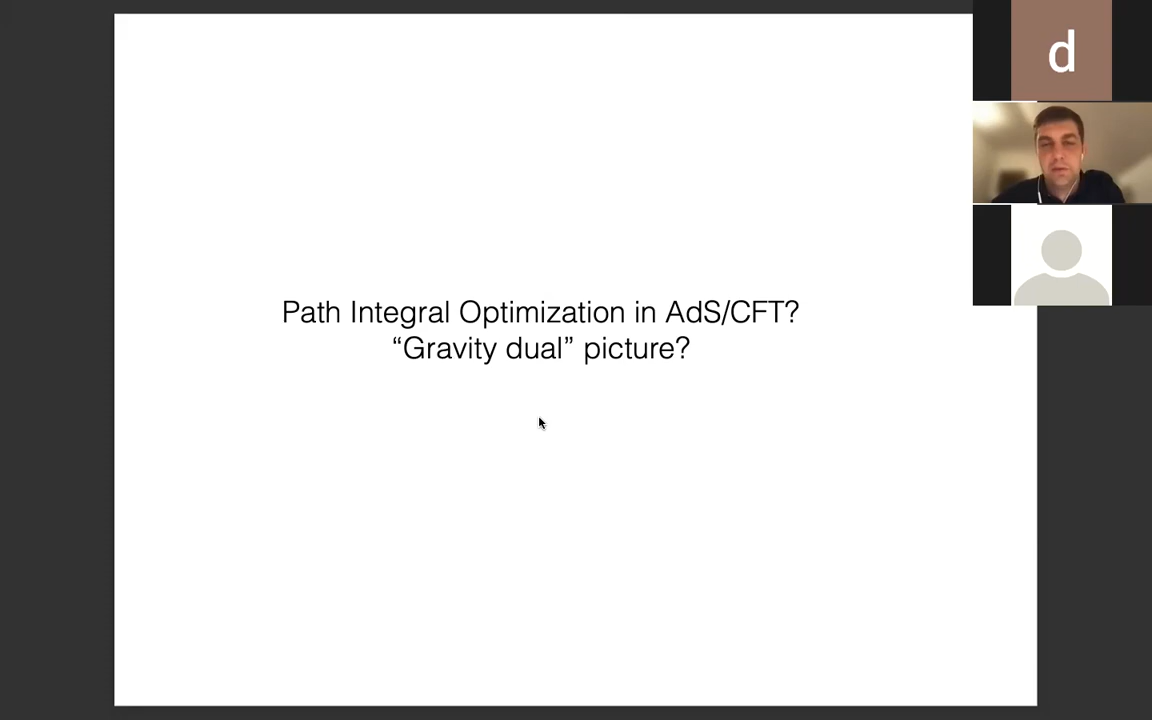 Path Integral Optimization in AdS/CFT?
“Gravity dual” picture?
d